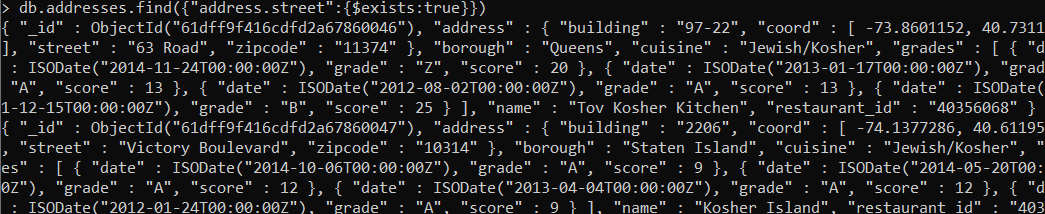 > db.addresses.find({"address.street":{$exists:true}})
{ "_id" : ObjectId("61dff9f416cdfd2a67860046"), "address" : { "building" : "97-22", "coord" : [ -73.8601152, 40.7311
], "street" : "63 Road", "zipcode" : "11374" }, "borough" : "Queens", "cuisine" : "Jewish/Kosher", "grades" : [ { "d
 : ISODate("2014-11-24T00:00:00Z"), "grade" : "Z", "score" : 20 }, { "date" : ISODate("2013-01-17T00:00:00Z"), "grad
 "A", "score" : 13 }, { "date" : ISODate("2012-08-02T00:00:00Z"), "grade" : "A", "score" : 13 }, { "date" : ISODate(
1-12-15T00:00:00Z"), "grade" : "B", "score" : 25 } ], "name" : "Tov Kosher Kitchen", "restaurant_id" : "40356068" }
{ "_id" : ObjectId("61dff9f416cdfd2a67860047"), "address" : { "building" : "2206", "coord" : [ -74.1377286, 40.61195
, "street" : "Victory Boulevard", "zipcode" : "10314" }, "borough" : "Staten Island", "cuisine" : "Jewish/Kosher", "
es" : [ { "date" : ISODate("2014-10-06T00:00:00Z"), "grade" : "A", "score" : 9 }, { "date" : ISODate("2014-05-20T00:
0Z"), "grade" : "A", "score" : 12 }, { "date" : ISODate("2013-04-04T00:00:00Z"), "grade" : "A", "score" : 12 }, { "d
 : ISODate("2012-01-24T00:00:00Z"), "grade" : "A", "score" : 9 } ], "name" : "Kosher Island", "restaurant_id" : "403